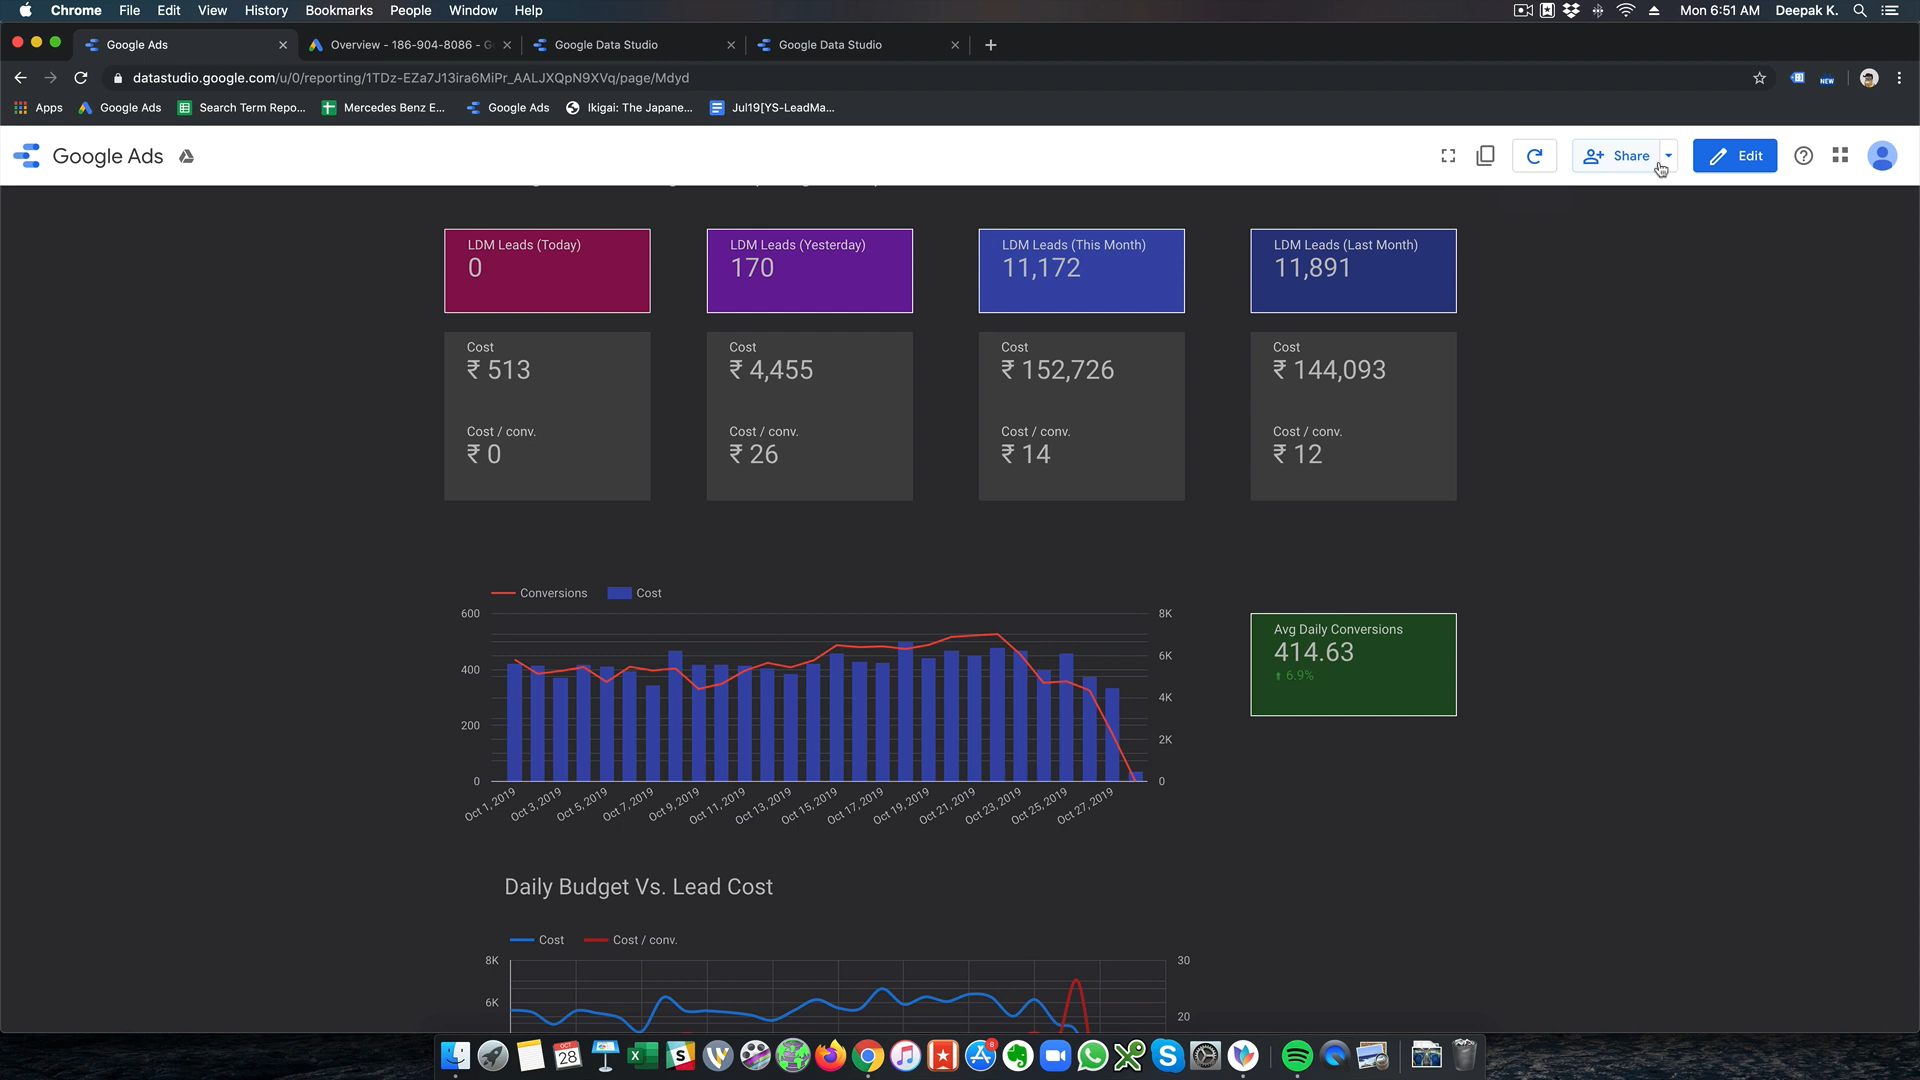 Chrome File Edit View History Bookmarks People Window Help Mon 6:51 AM Deepak K.
Google Ads Overview - 186-904-8086 - G Google Data Studio Google Data Studio
datastudio.google.com/u/0/reporting/1TDz-EZa7J13ira6MiPr_AALJXQpN9XVq/page/Mdyd NEW
Apps Google Ads Search Term Repo... Mercedes Benz E... Google Ads Ikigai: The Japane... Jul19[YS-LeadMa...
Google Ads Share Edit
LDM Leads (Today)
0
LDM Leads (Yesterday)
170
LDM Leads (This Month)
11,172
LDM Leads (Last Month)
11,891
Cost
₹ 513
Cost / conv.
₹ 0
Cost
₹ 4,455
Cost / conv.
₹ 26
Cost
₹ 152,726
Cost / conv.
₹ 14
Cost
₹ 144,093
Cost / conv.
₹ 12
Conversions Cost
600 8K
6K
400
4K
200
2K
0 0
Oct 1, 2019 Oct 3, 2019 Oct 5, 2019 Oct 7, 2019 Oct 9, 2019 Oct 11, 2019 Oct 13, 2019 Oct 15, 2019 Oct 17, 2019 Oct 19, 2019 Oct 21, 2019 Oct 23, 2019 Oct 25, 2019 Oct 27, 2019
Avg Daily Conversions
414.63
6.9%
Daily Budget Vs. Lead Cost
Cost Cost / conv.
8K 30
6K
20
OCT
28
8